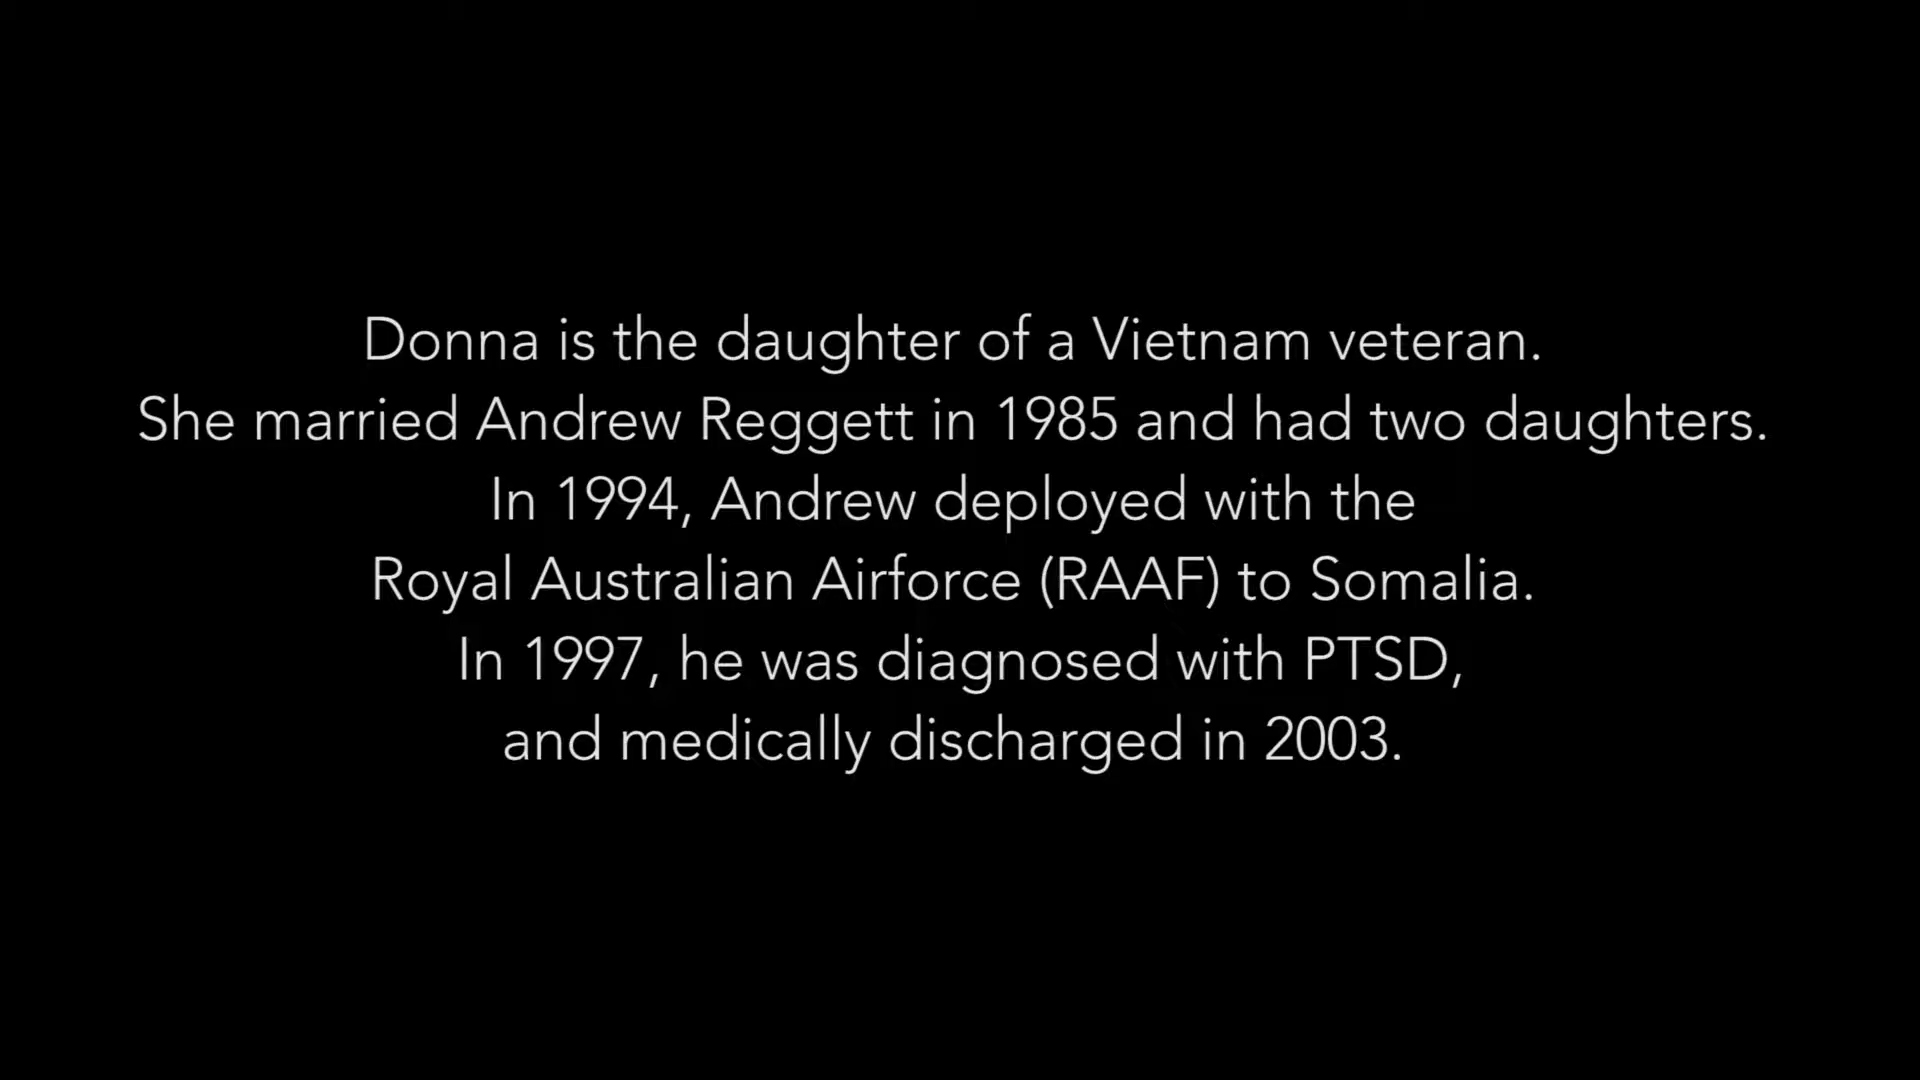 Donna is the daughter of a Vietnam veteran.
She married Andrew Reggett in 1985 and had two daughters.
In 1994, Andrew deployed with the
Royal Australian Airforce (RAAF) to Somalia.
In 1997, he was diagnosed with PTSD,
and medically discharged in 2003.